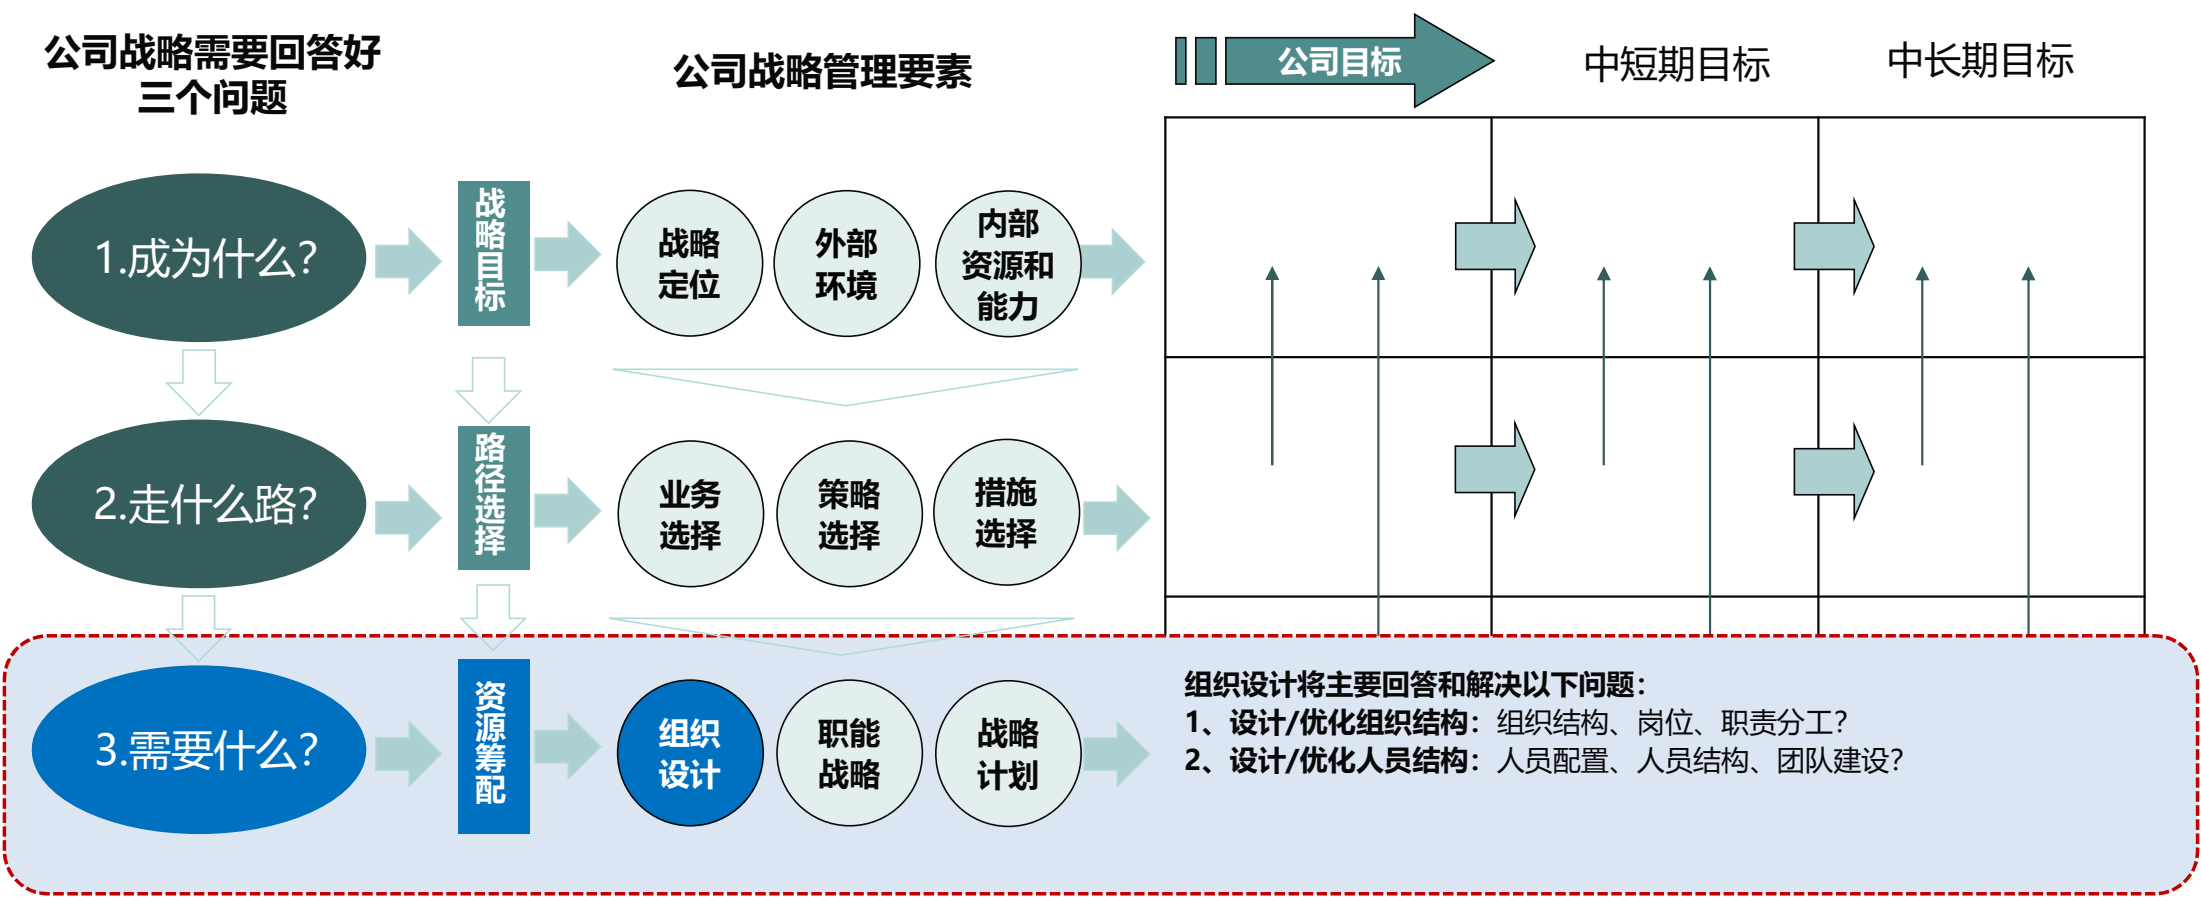 公司战略需要回答好
三个问题
公司战略管理要素
公司目标
中短期目标
中长期目标
1.成为什么？
战略目标
战略
定位
外部
环境
内部
资源和
能力
2.走什么路？
路径选择
业务
选择
策略
选择
措施
选择
3.需要什么？
资源筹配
组织
设计
职能
战略
战略
计划
组织设计将主要回答和解决以下问题：
1、设计/优化组织结构：组织结构、岗位、职责分工？
2、设计/优化人员结构：人员配置、人员结构、团队建设？